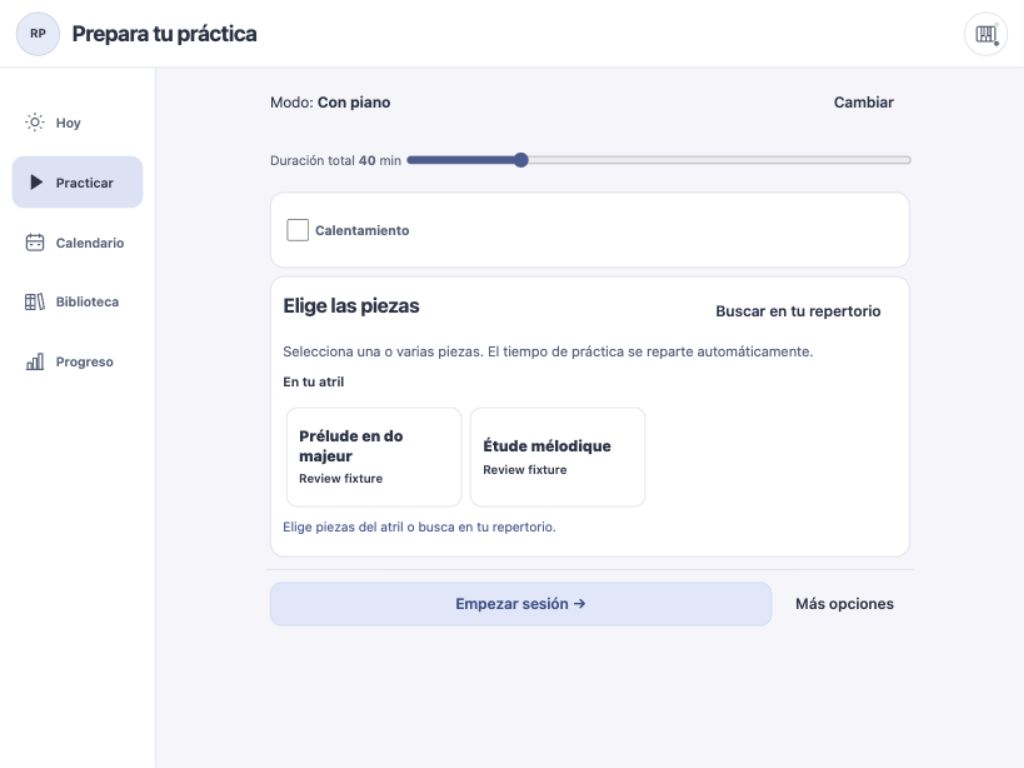 RP
Prepara tu práctica
Hoy
Practicar
Calendario
Biblioteca
Progreso
Modo: Con piano
Cambiar
Duración total 40 min
Calentamiento
Elige las piezas
Buscar en tu repertorio
Selecciona una o varias piezas. El tiempo de práctica se reparte automáticamente.
En tu atril
Prélude en do
majeur
Review fixture
Étude mélodique
Review fixture
Elige piezas del atril o busca en tu repertorio.
Empezar sesión →
Más opciones